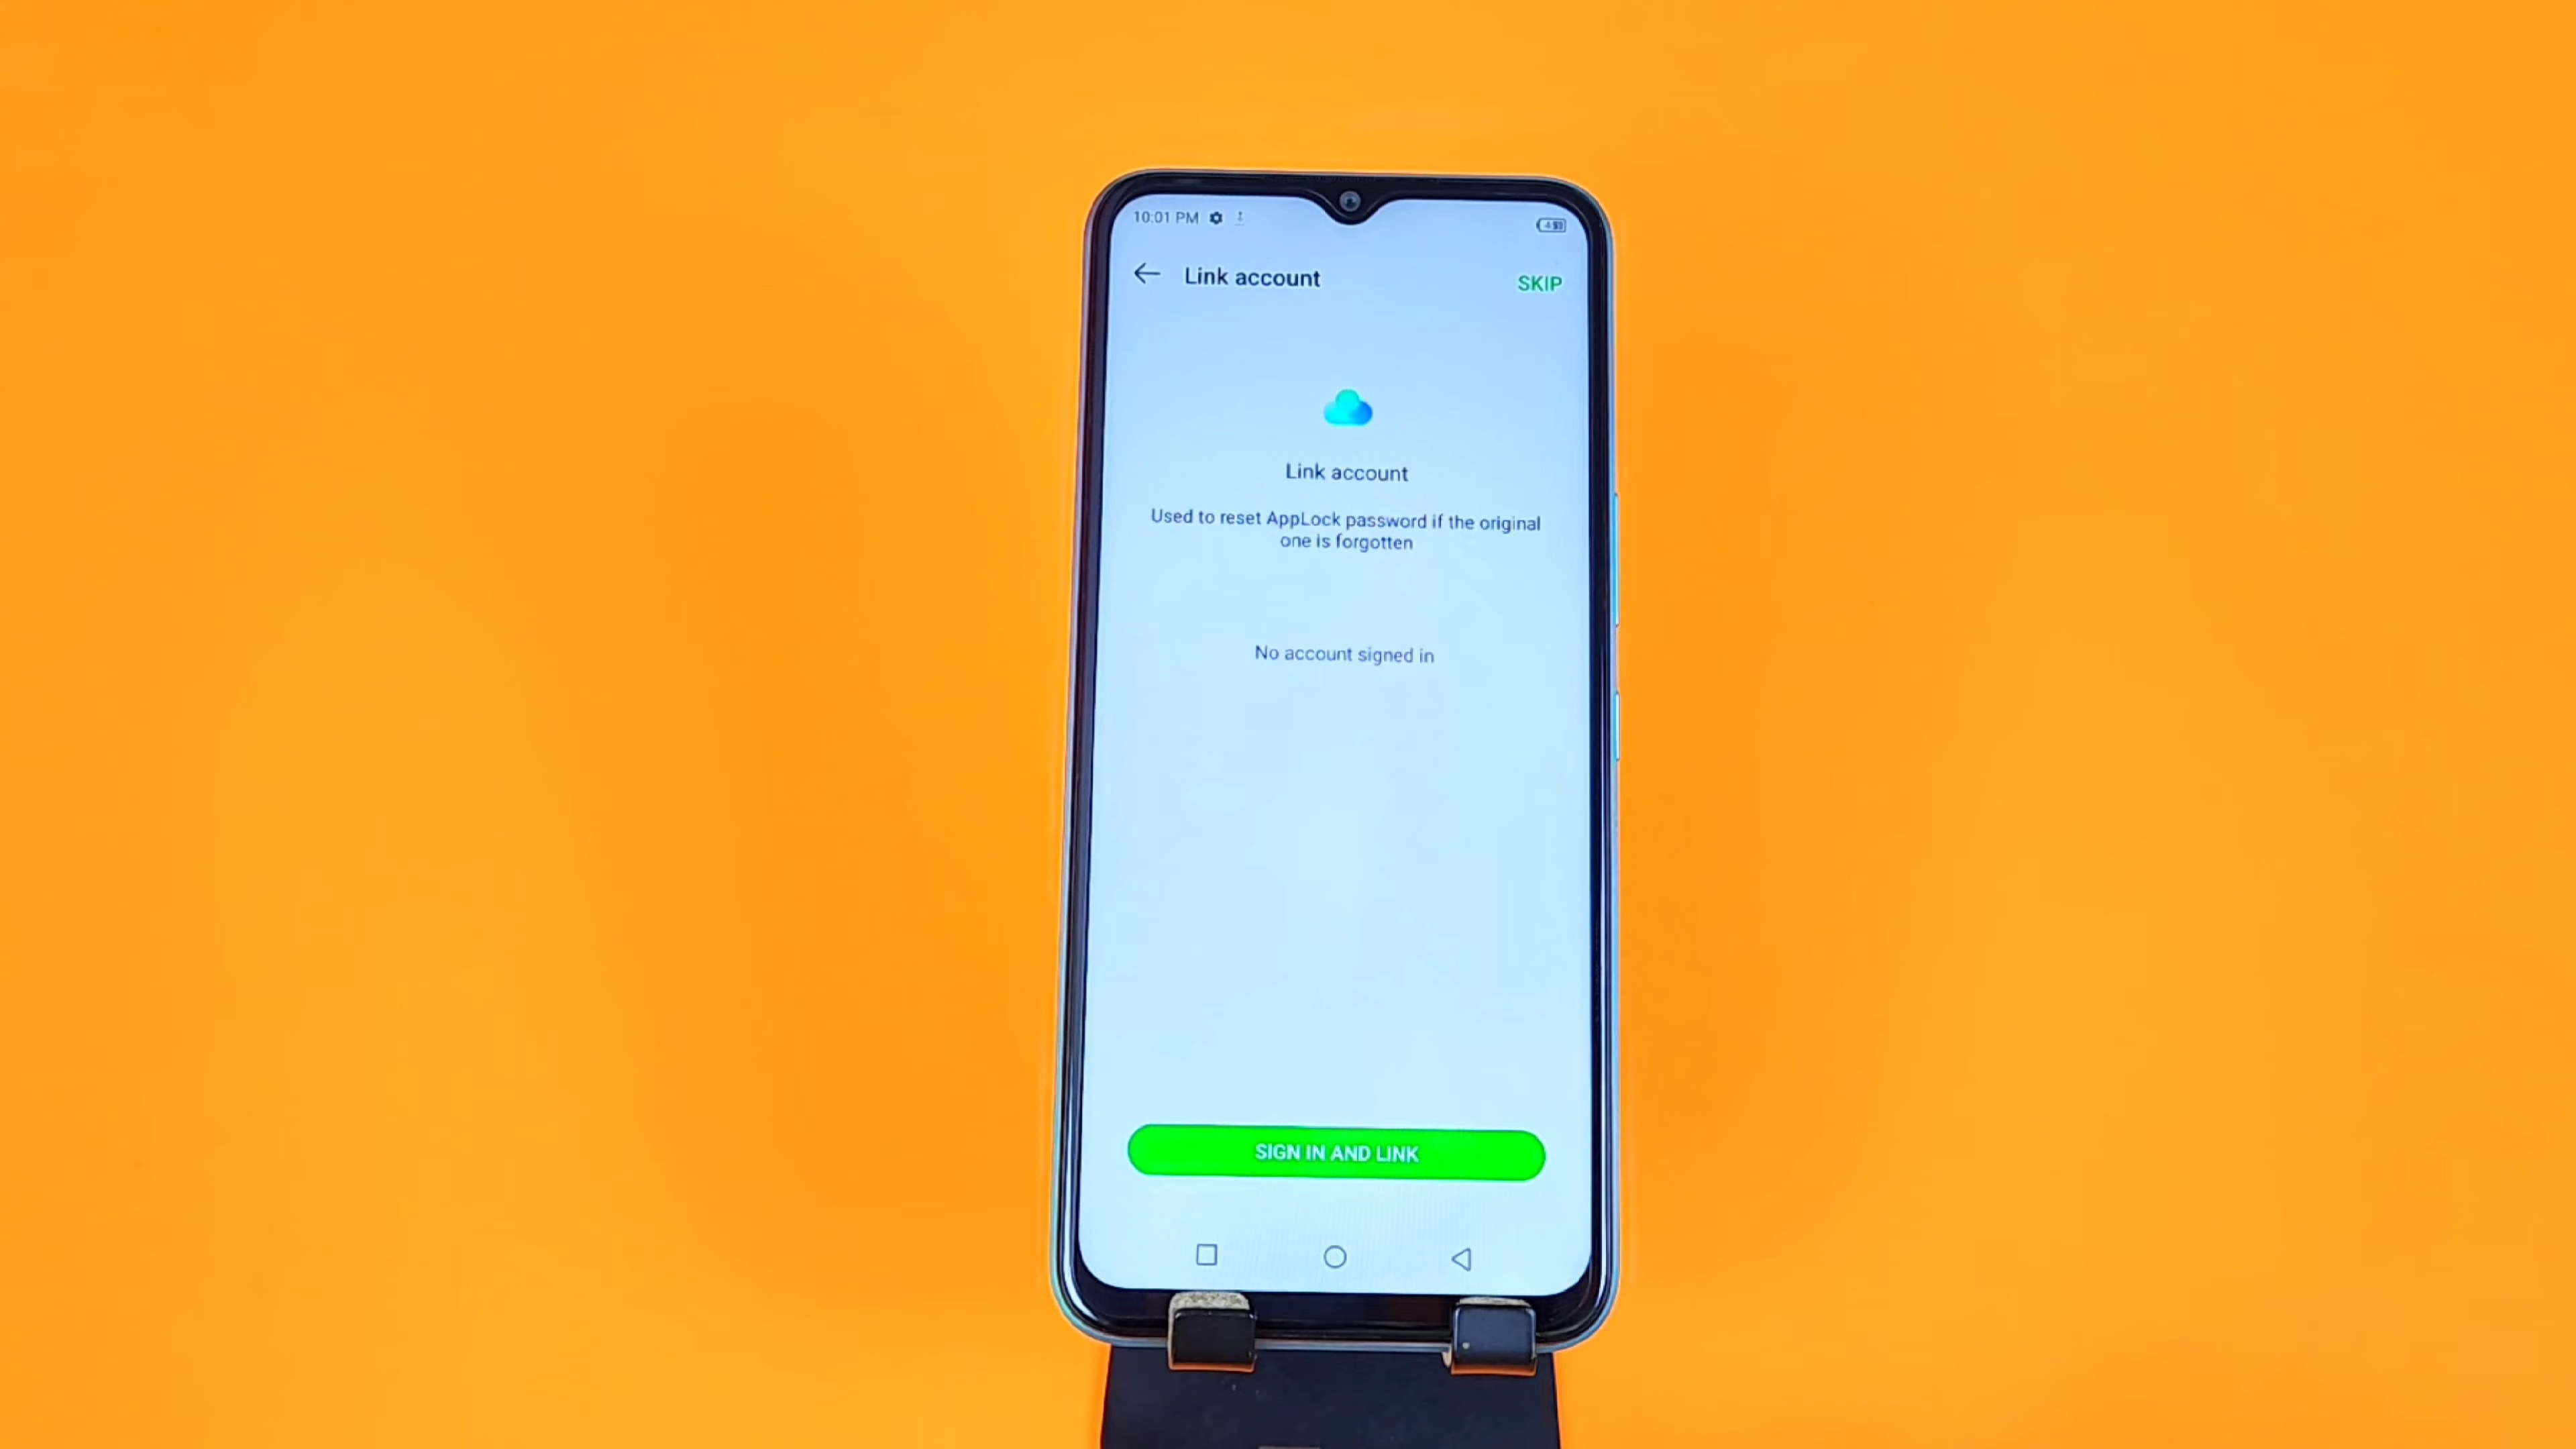 10:01 PM
Link account
SKIP
Link account
Used to reset AppLock password if the original
one is forgotten
No account signed in
SIGN IN AND LINK